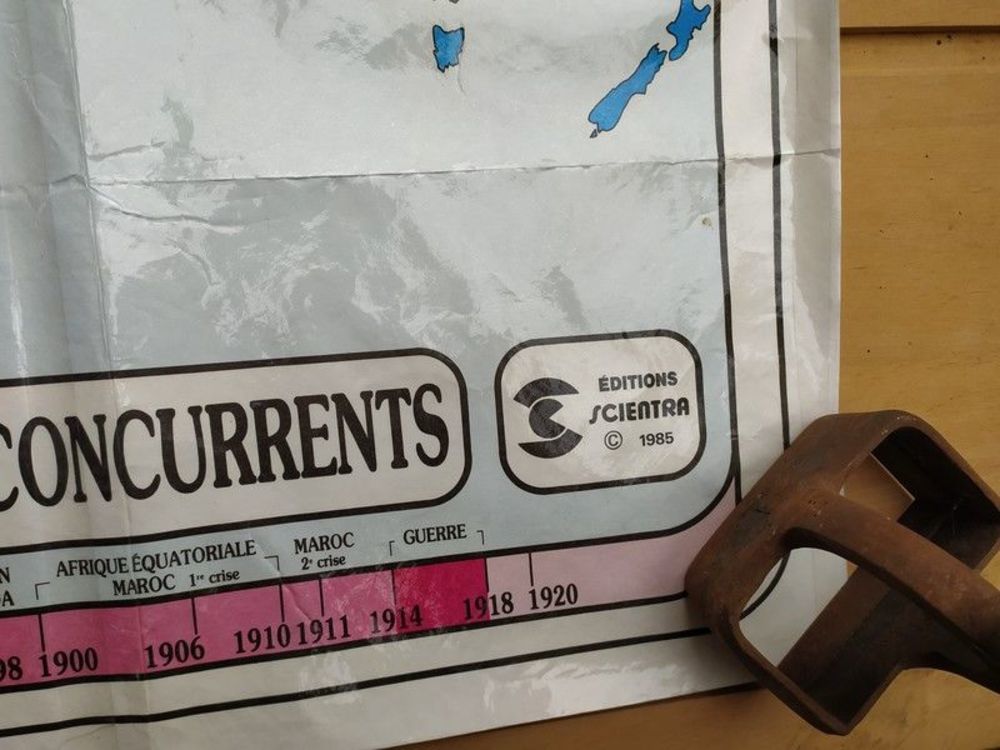 CONCURRENTS
ÉDITIONS
SCIENTRA
© 1985
AFRIQUE ÉQUATORIALE
MAROC 1re crise
MAROC
2e crise
GUERRE
1900 1906 1910 1911 1914 1918 1920